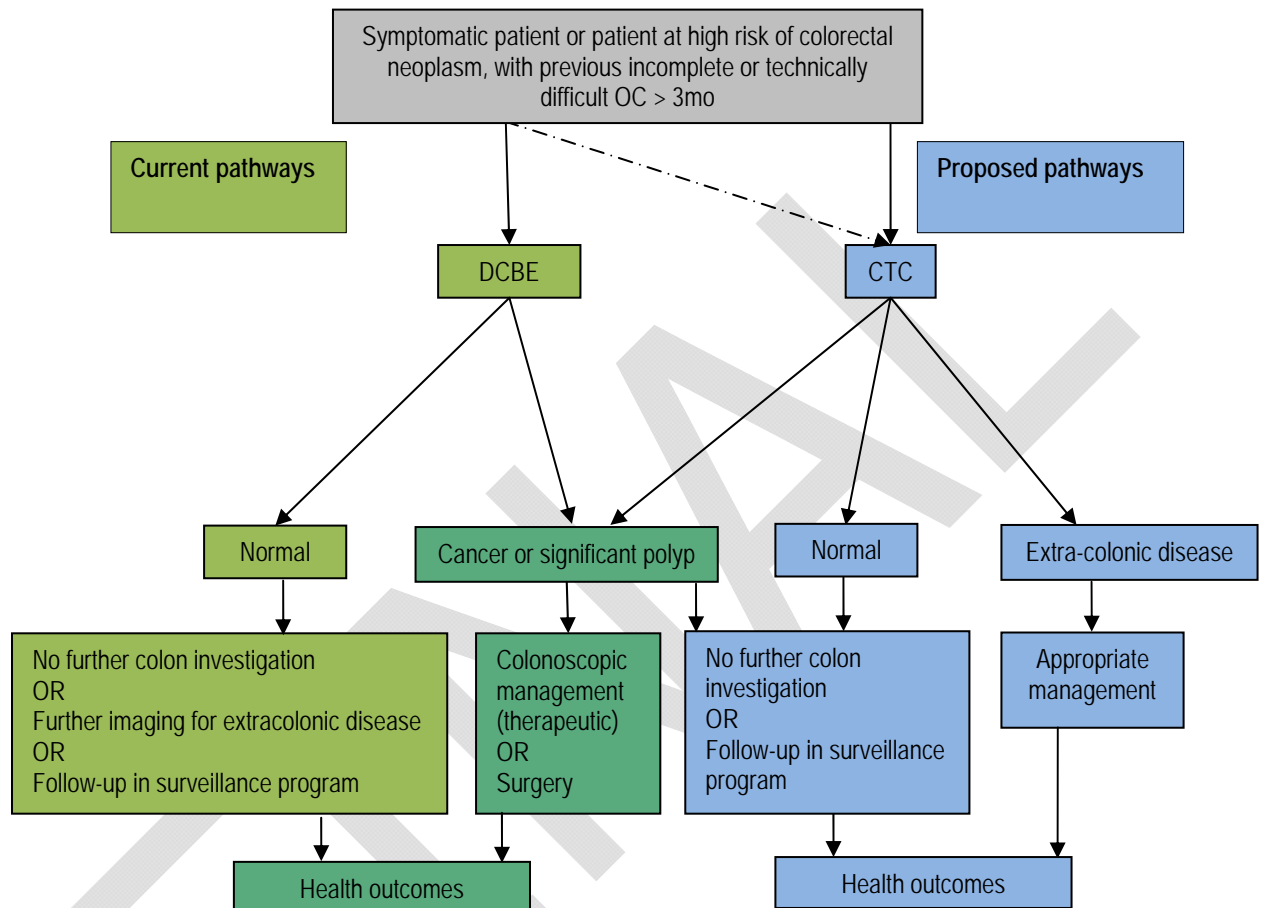 Symptomatic patient or patient at high risk of colorectal
neoplasm, with previous incomplete or technically
difficult OC > 3mo
Current pathways
Proposed pathways
DCBE
CTC
Normal
Cancer or significant polyp
Normal
Extra-colonic disease
No further colon investigation
OR
Further imaging for extracolonic disease
OR
Follow-up in surveillance program
Colonoscopic
management
(therapeutic)
OR
Surgery
No further colon
investigation
OR
Follow-up in surveillance
program
Appropriate
management
Health outcomes
Health outcomes